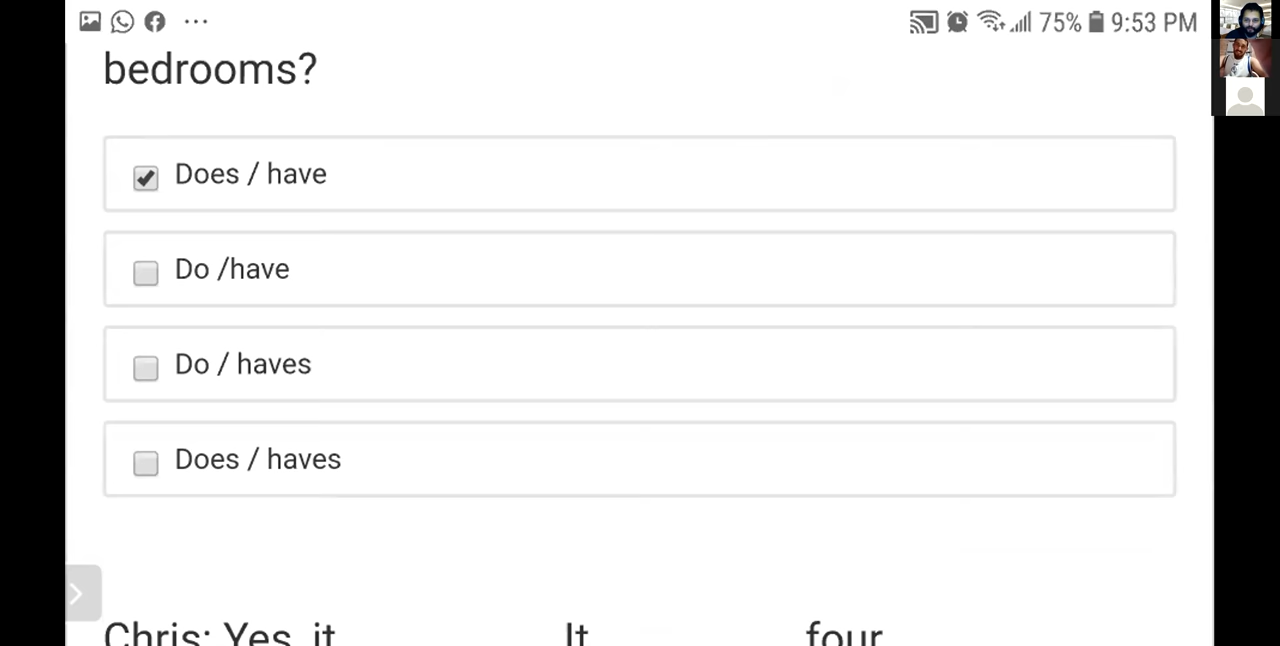 75% 9:53 PM
bedrooms?
Does / have
Do /have
Do / haves
Does / haves
Chris: Yes, it It four